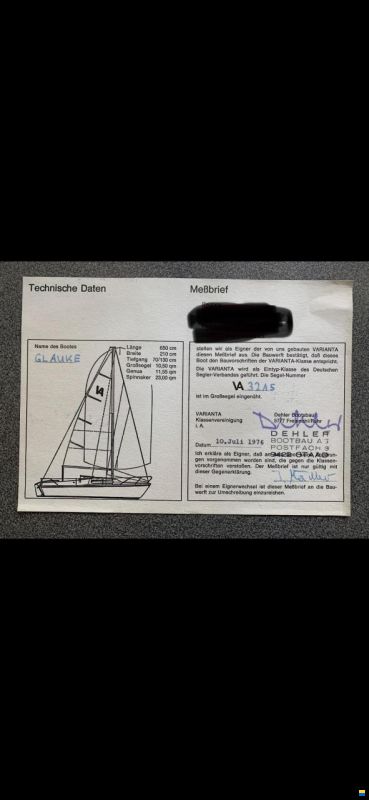 Technische Daten
Name des Bootes
GLAUKE
Länge 650 cm
Breite 210 cm
Tiefgang 70/130 cm
Großsegel 10,50 qm
Genua 11,55 qm
Spinnaker 23,00 qm
Meßbrief
stellen wir als Eigner der von uns gebauten VARIANTA
diesen Meßbrief aus. Die Bauwerft bestätigt, daß dieses
Boot den Bauvorschriften der VARIANTA-Klasse entspricht.
Die VARIANTA wird als Eintyp-Klasse des Deutschen
Segler-Verbandes geführt. Die Segel-Nummer
VA 3215
ist im Großsegel eingenäht.
VARIANTA Dehler Bootsbau
Klassenvereinigung 5777 Freienohl/Ruhr
i. A.
DEHLER
BOOTBAU AG
POSTFACH 9
9422 STAAD
Datum 10. Juli 1976
Ich erkläre als Eigner, daß an
gen vorgenommen worden sind, die gegen die Klassen-
vorschriften verstoßen. Der Meßbrief ist nur gültig mit
dieser Gegenerklärung.
Bei einem Eignerwechsel ist dieser Meßbrief an die Bau-
werft zur Umschreibung einzureichen.